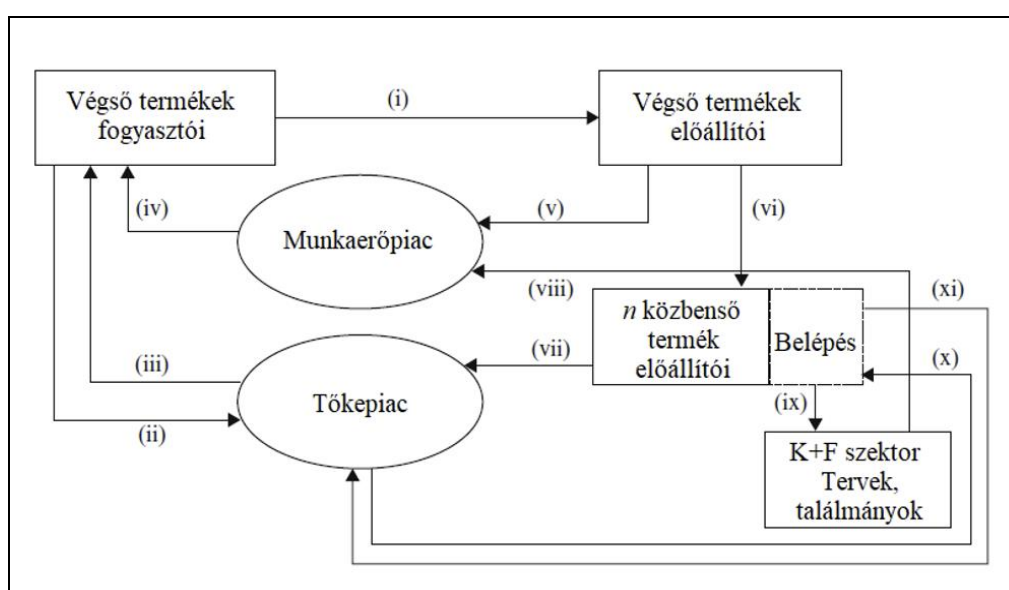 Végső termékek
fogyasztói
(i)
Végső termékek
előállítói
(iv)
(v)
(vi)
Munkaerőpiac
(viii)
(xi)
n közbenső
termék
előállítói
Belépés
(iii)
(vii)
(x)
Tőkepiac
(ii)
(ix)
K+F szektor
Tervek,
találmányok